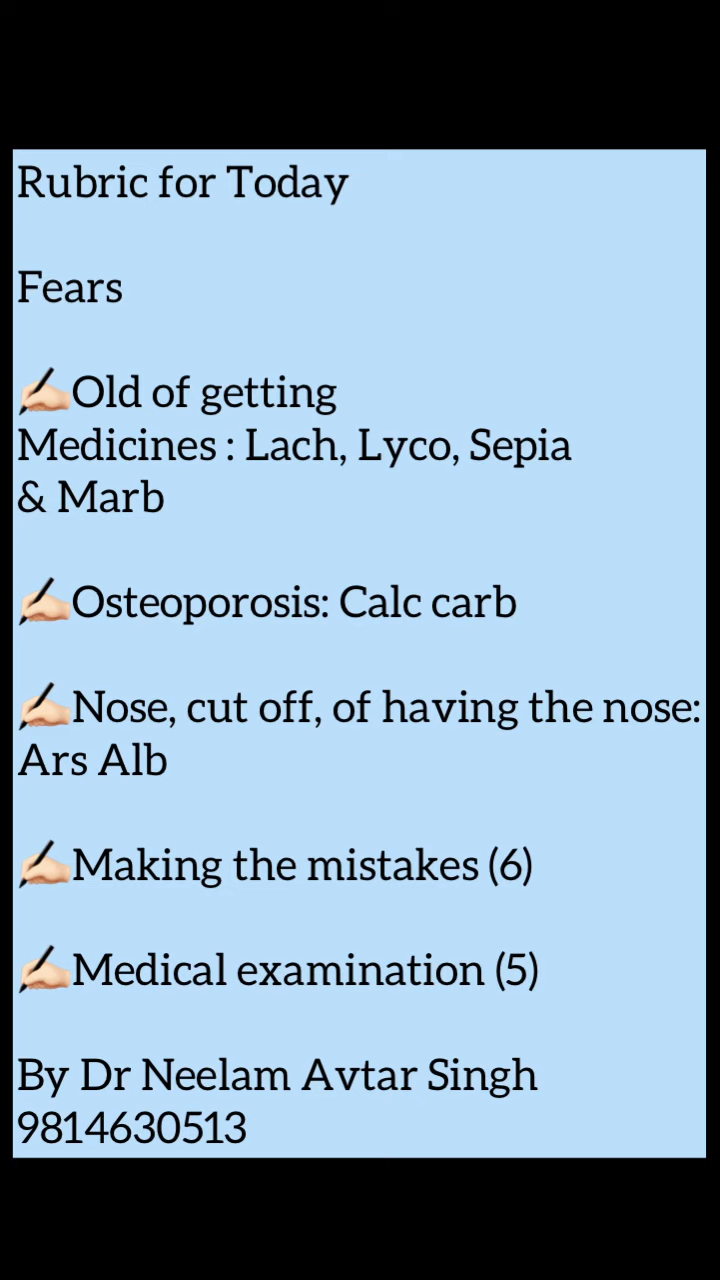 Rubric for Today
Fears
✍🏻Old of getting
Medicines : Lach, Lyco, Sepia
& Marb
✍🏻Osteoporosis: Calc carb
✍🏻Nose, cut off, of having the nose:
Ars Alb
✍🏻Making the mistakes (6)
✍🏻Medical examination (5)
By Dr Neelam Avtar Singh
9814630513